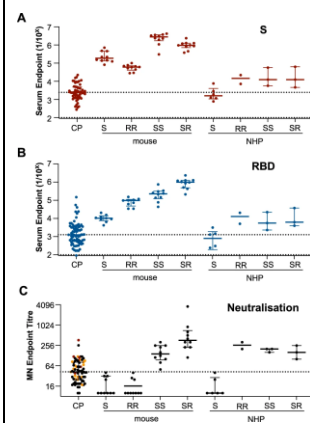 A
S
Serum Endpoint (1/10ˣ)
7
6
5
4
3
2
CP S RR SS SR S RR SS SR
mouse NHP
B
RBD
Serum Endpoint (1/10ˣ)
7
6
5
4
3
2
CP S RR SS SR S RR SS SR
mouse NHP
C
Neutralisation
MN Endpoint Titre
4096
1024
256
64
16
CP S RR SS SR S RR SS SR
mouse NHP